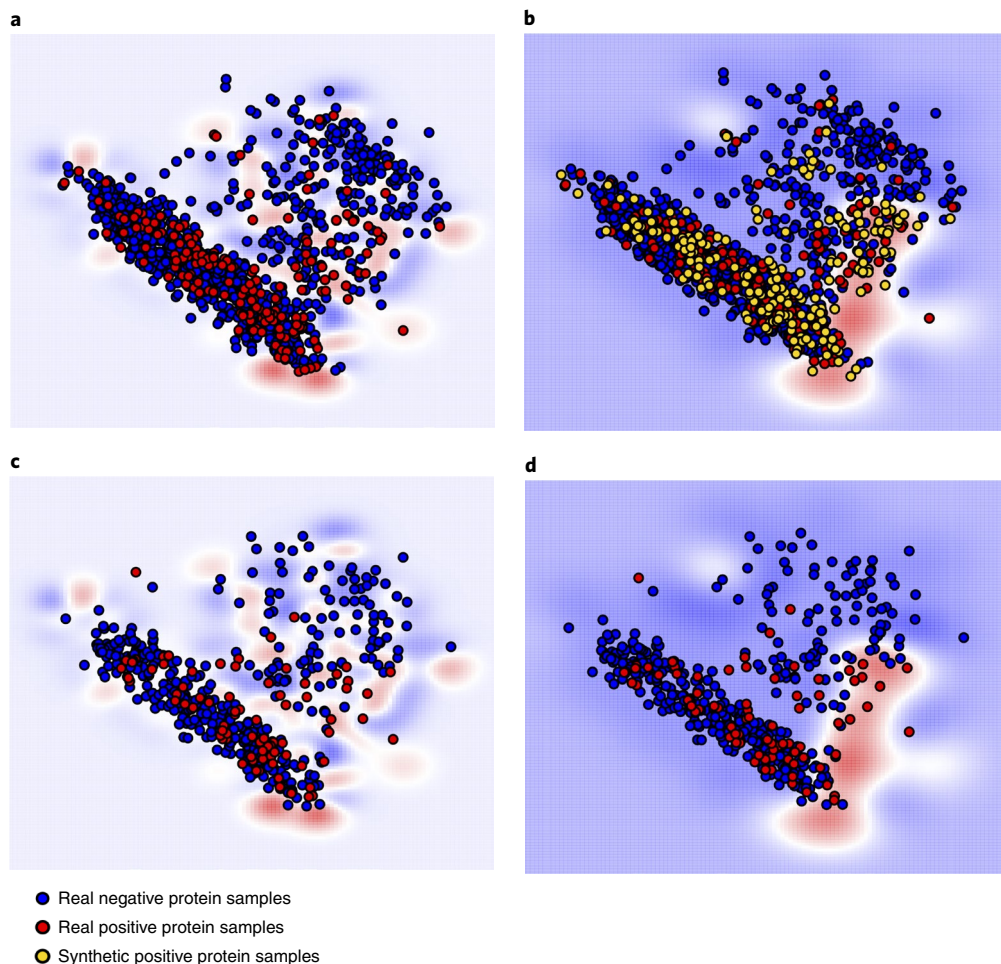 a
b
c
d
Real negative protein samples
Real positive protein samples
Synthetic positive protein samples